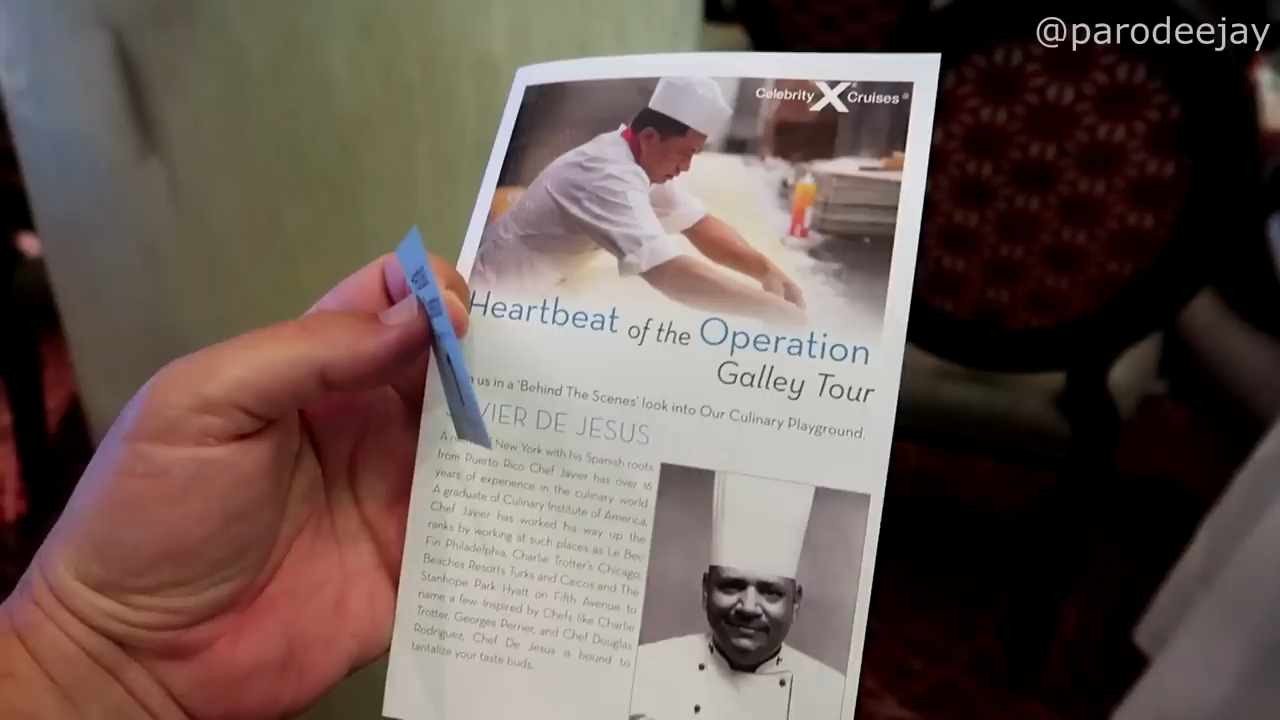 @parodeejay
Celebrity X Cruises®
Heartbeat of the Operation
Galley Tour
us in a 'Behind The Scenes' look into Our Culinary Playground.
VIER DE JESUS
New York with his Spanish roots
from Puerto Rico Chef Javier has over 16
years of experience in the culinary world
A graduate of Culinary Institute of America,
Chef Javier has worked his way up the
ranks by working at such places as Le Bec
Fin Philadelphia, Charlie Trotter's Chicago,
Beaches Resorts Turks and Caicos and The
Stanhope Park Hyatt on Fifth Avenue to
name a few. Inspired by Chefs like Charlie
Trotter, Georges Perrier, and Chef Douglas
Rodriguez, Chef De Jesus is bound to
tantalize your taste buds.